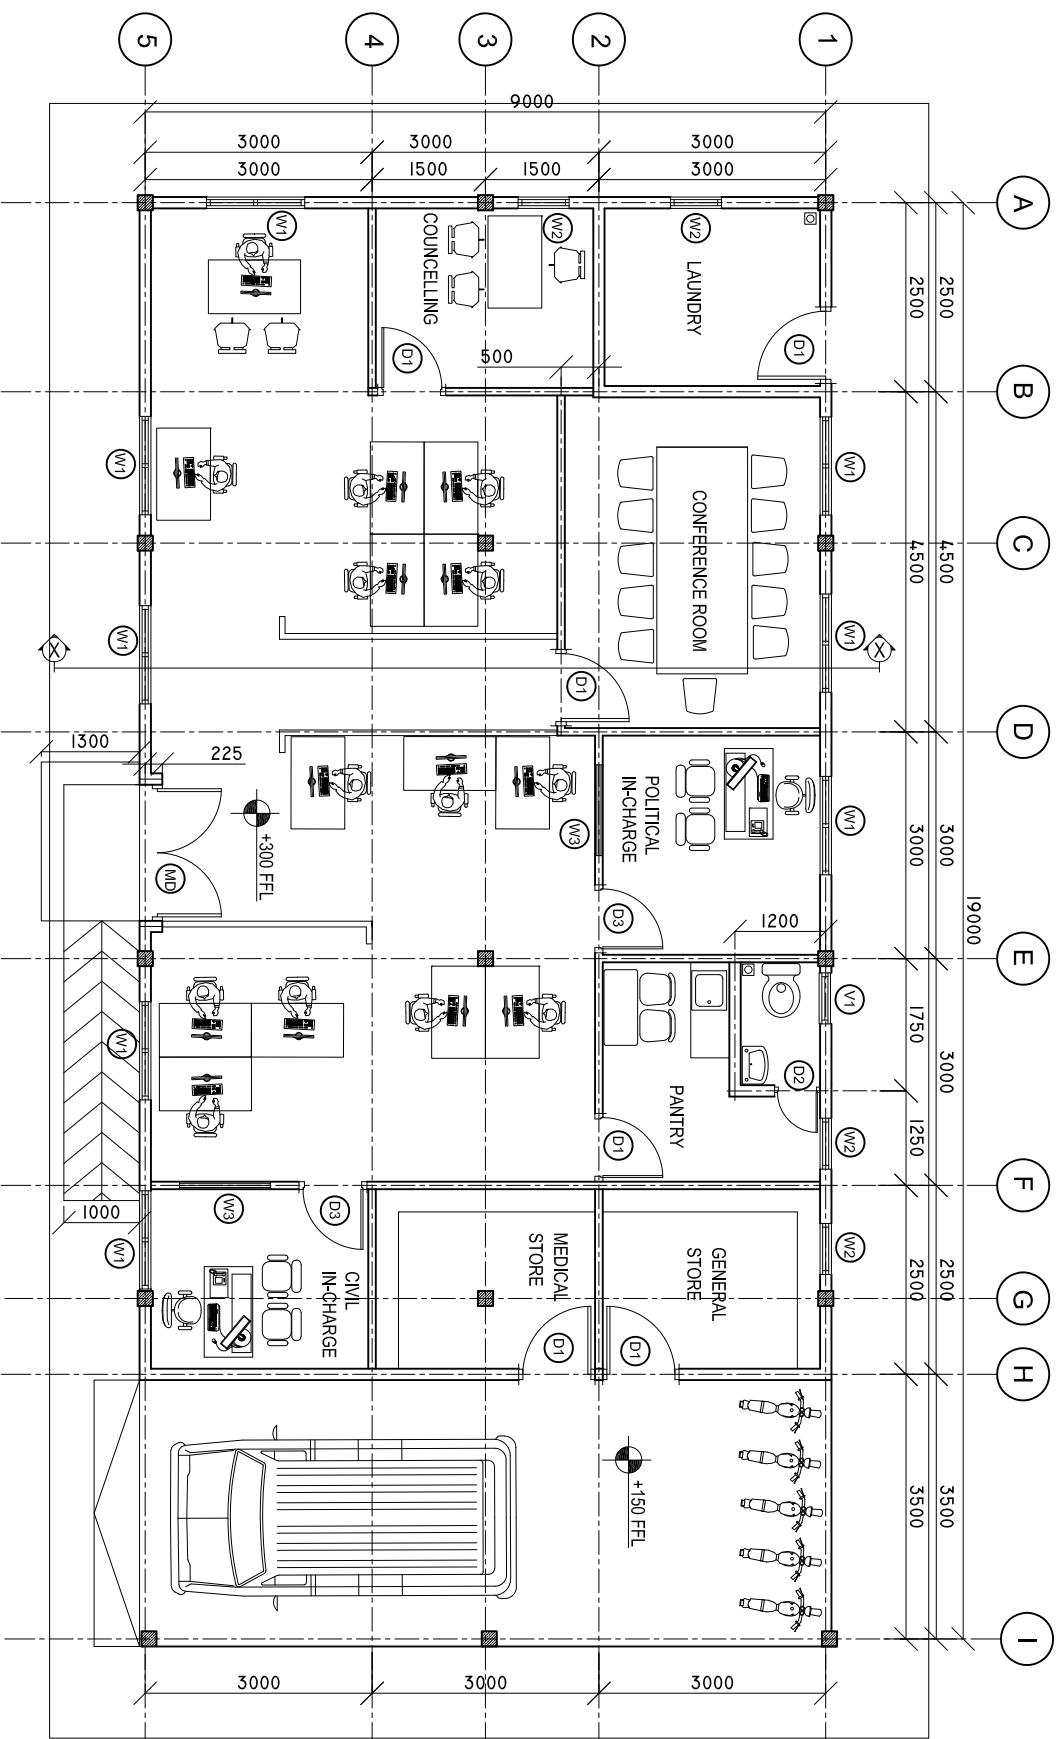 5
4
3
2
1
9000
3000
3000
3000
3000
1500
1500
3000
A
B
C
D
E
F
G
H
I
2500
4500
3000
3000
2500
3500
2500
4500
3000
1750
1250
2500
3500
19000
W1
COUNCELLING
W2
W2
LAUNDRY
D1
D1
500
W1
W1
CONFERENCE ROOM
W1
W1
X
X
D1
1300
225
+300 FFL
MD
W3
POLITICAL
IN-CHARGE
W1
D3
1200
V1
D2
PANTRY
W2
D1
W1
1000
W1
W3
D3
CIVIL
IN-CHARGE
MEDICAL
STORE
GENERAL
STORE
W2
D1
D1
+150 FFL
3000
3000
3000